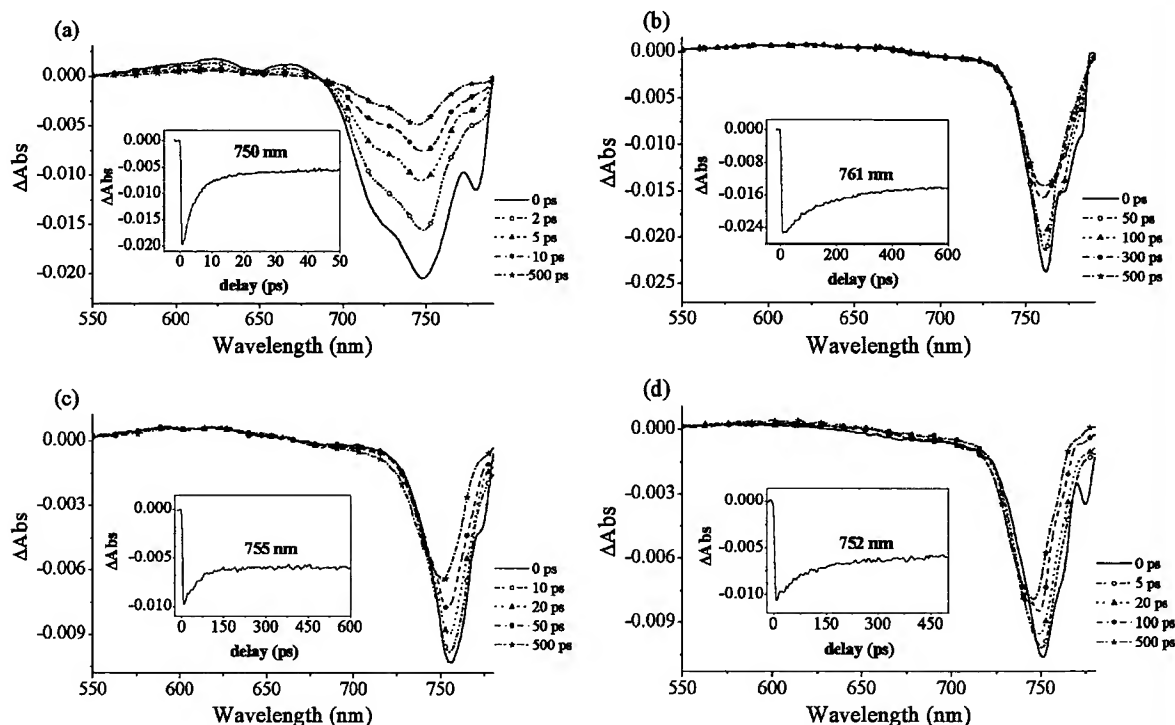 (a)
0.000
-0.005
-0.010
-0.015
-0.020
ΔAbs
550 600 650 700 750
Wavelength (nm)
0 ps
2 ps
5 ps
10 ps
500 ps
750 nm
0.000
-0.005
-0.010
-0.015
-0.020
ΔAbs
0 10 20 30 40 50
delay (ps)
(b)
0.000
-0.005
-0.010
-0.015
-0.020
-0.025
ΔAbs
550 600 650 700 750
Wavelength (nm)
0 ps
50 ps
100 ps
300 ps
500 ps
761 nm
0.000
-0.008
-0.016
-0.024
ΔAbs
0 200 400 600
delay (ps)
(c)
0.000
-0.003
-0.006
-0.009
ΔAbs
550 600 650 700 750
Wavelength (nm)
0 ps
10 ps
20 ps
50 ps
500 ps
755 nm
0.000
-0.005
-0.010
ΔAbs
0 100 200 300 400 500 600
delay (ps)
(d)
0.000
-0.003
-0.006
-0.009
ΔAbs
550 600 650 700 750
Wavelength (nm)
0 ps
5 ps
20 ps
100 ps
500 ps
752 nm
0.000
-0.005
-0.010
ΔAbs
0 150 300 450
delay (ps)